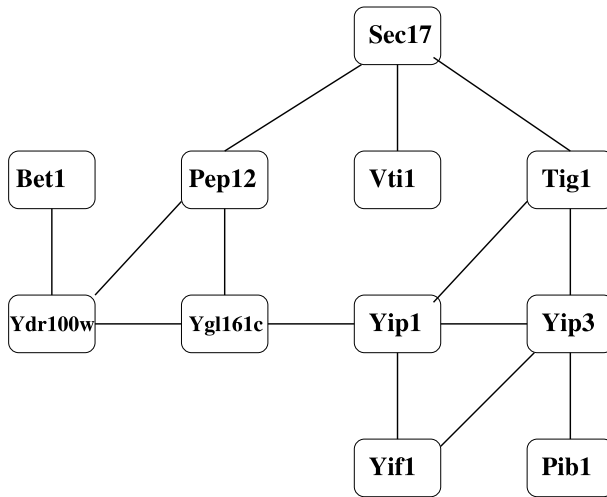 Sec17
Bet1
Pep12
Vti1
Tig1
Ydr100w
Ygl161c
Yip1
Yip3
Yif1
Pib1